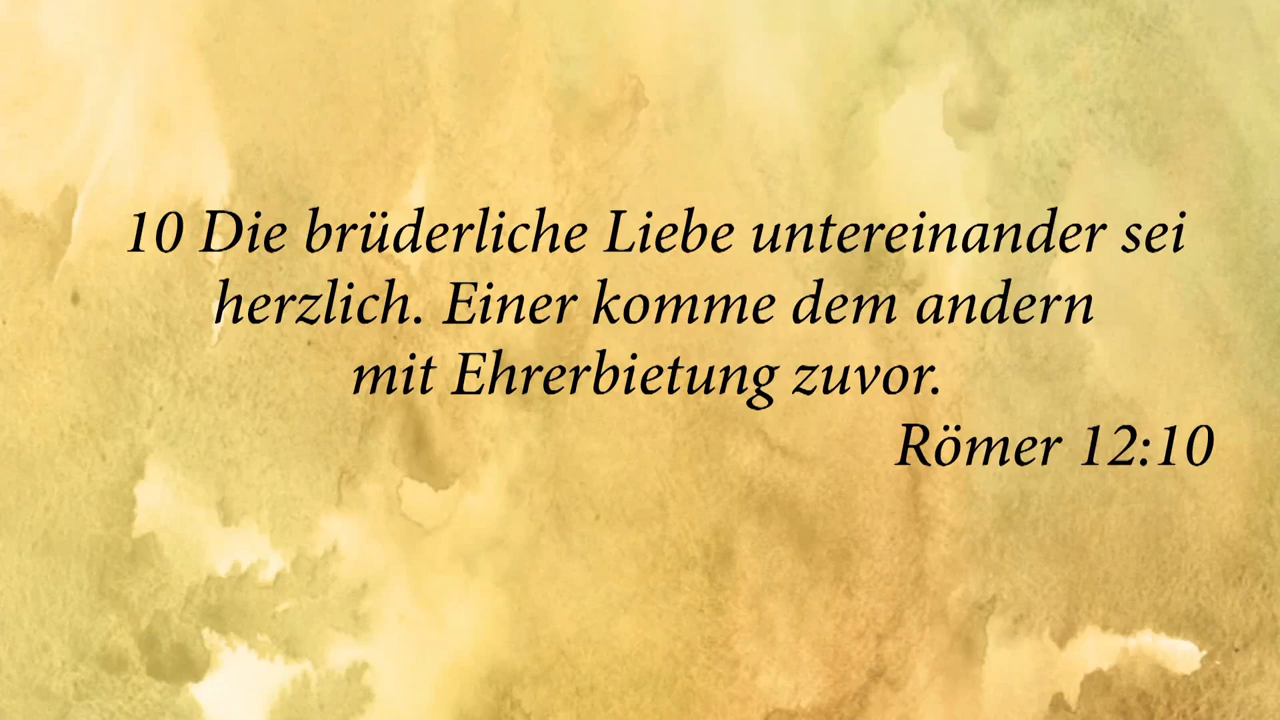 10 Die brüderliche Liebe untereinander sei
herzlich. Einer komme dem andern
mit Ehrerbietung zuvor.
Römer 12:10